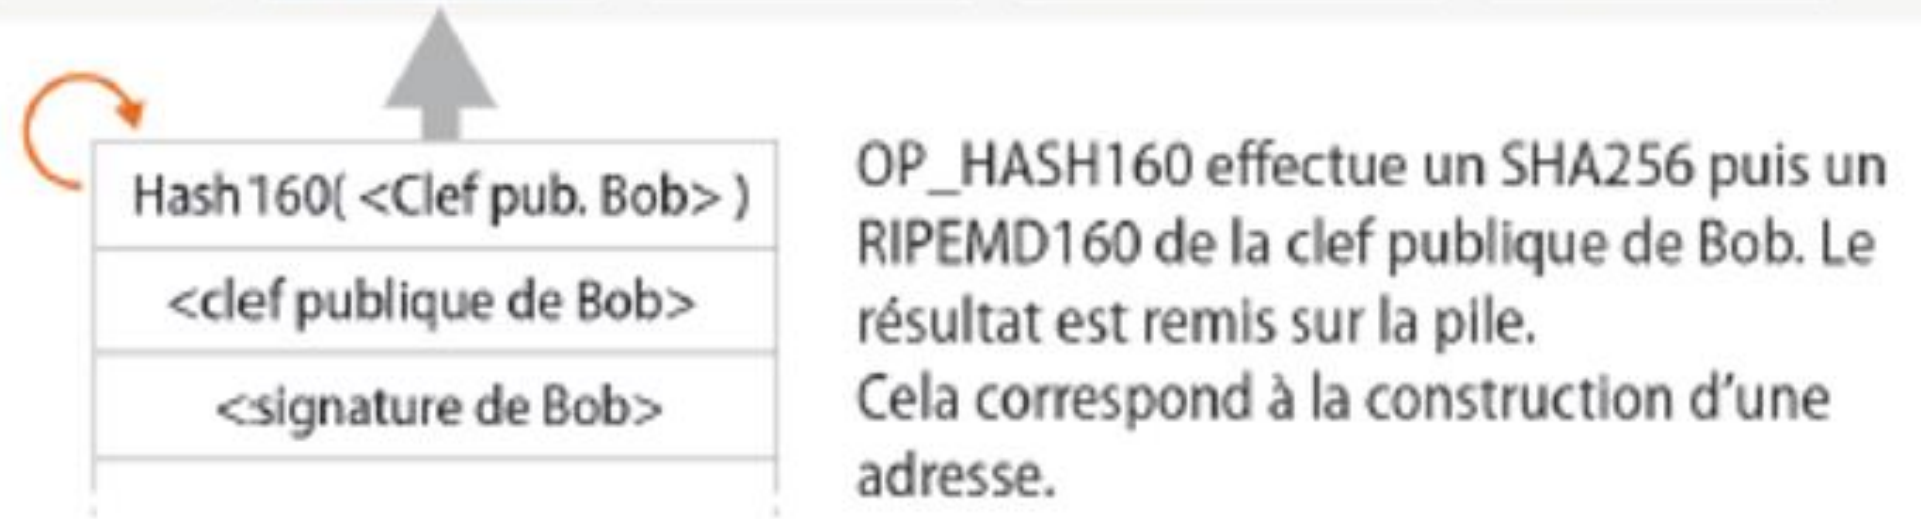 Hash160( <Clef pub. Bob> )
<clef publique de Bob>
<signature de Bob>
OP_HASH160 effectue un SHA256 puis un
RIPEMD160 de la clef publique de Bob. Le
résultat est remis sur la pile.
Cela correspond à la construction d'une
adresse.